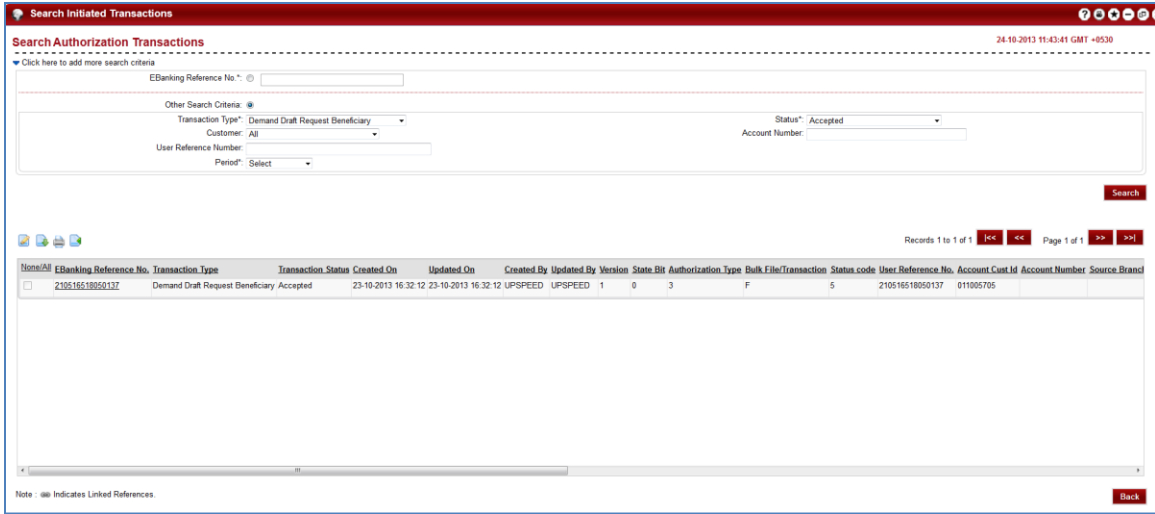 Search Initiated Transactions
Search Authorization Transactions
24-10-2013 11:43:41 GMT +0530
Click here to add more search criteria
EBanking Reference No.*:
Other Search Criteria:
Transaction Type*: Demand Draft Request Beneficiary Status*: Accepted
Customer: All Account Number:
User Reference Number:
Period*: Select
Search
Records 1 to 1 of 1 |<< << Page 1 of 1 >> >>|
None/All EBanking Reference No. Transaction Type Transaction Status Created On Updated On Created By Updated By Version State Bit Authorization Type Bulk File/Transaction Status code User Reference No. Account Cust Id Account Number Source Branch
210516518050137 Demand Draft Request Beneficiary Accepted 23-10-2013 16:32:12 23-10-2013 16:32:12 UPSPEED UPSPEED 1 0 3 F 5 210516518050137 011005705
Note : Indicates Linked References.
Back